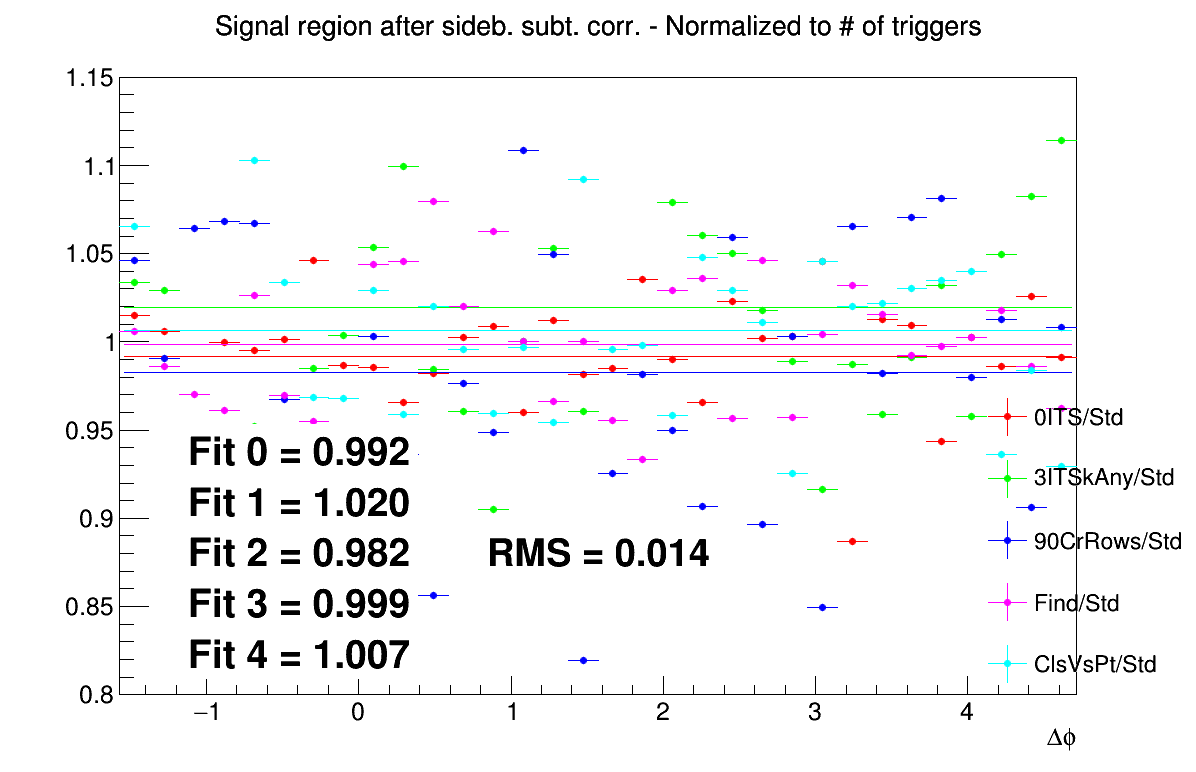 Signal region after sideb. subt. corr. - Normalized to # of triggers
1.15
1.1
1.05
1
0.95
0.9
0.85
0.8
Fit 0 = 0.992
Fit 1 = 1.020
Fit 2 = 0.982
Fit 3 = 0.999
Fit 4 = 1.007
RMS = 0.014
0ITS/Std
3ITSkAny/Std
90CrRows/Std
Find/Std
ClsVsPt/Std
−1 0 1 2 3 4
Δϕ